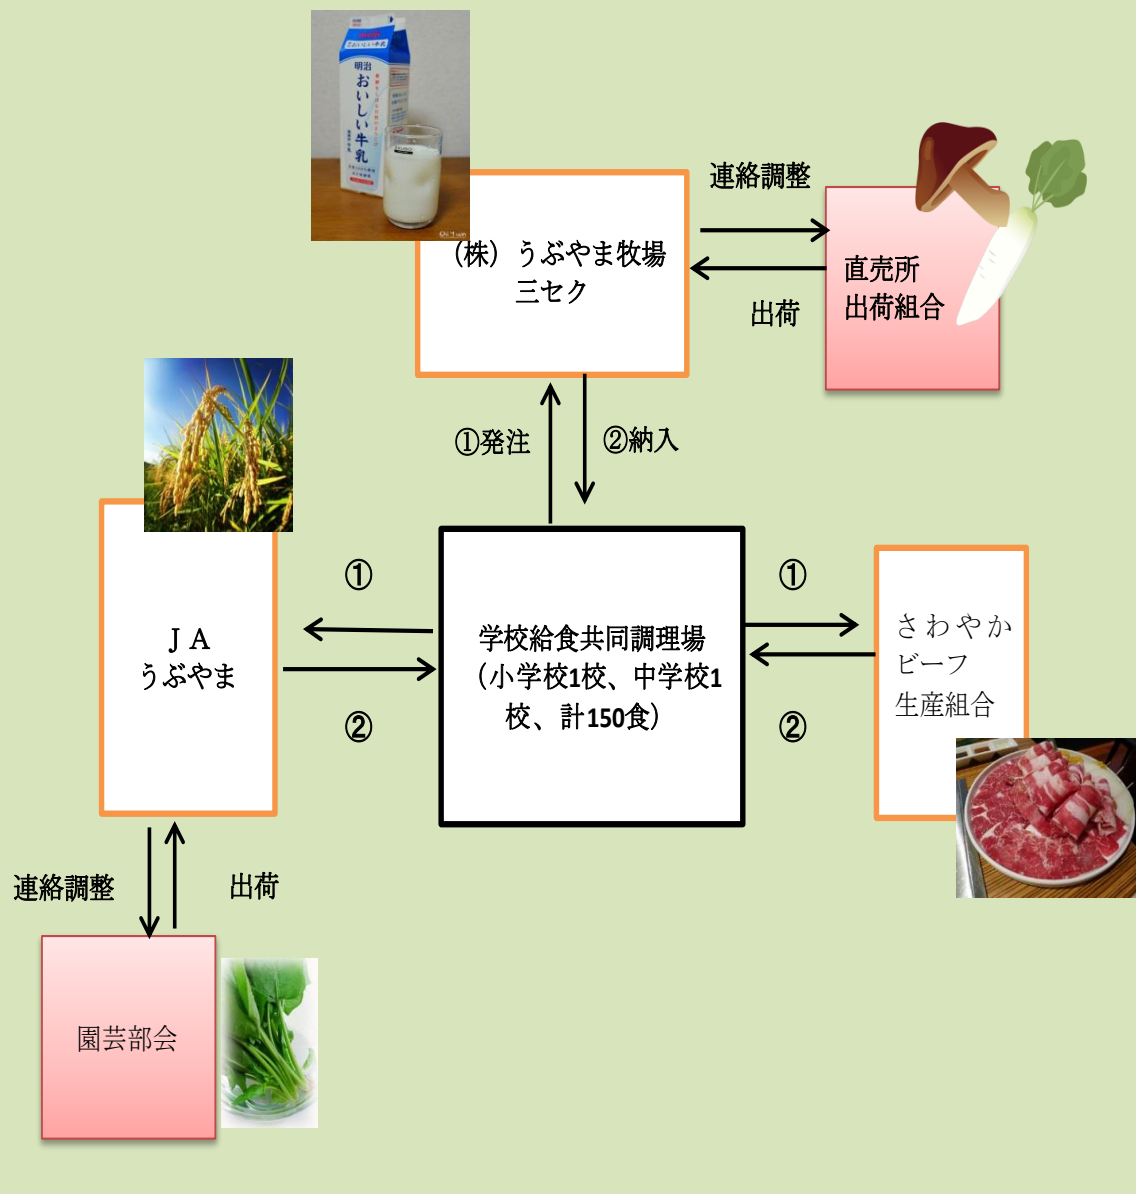 明治
おいしい牛乳
連絡調整
（株）うぶやま牧場
三セク
直売所
出荷組合
出荷
①発注
②納入
①
①
ＪＡ
うぶやま
学校給食共同調理場
（小学校1校、中学校1
校、計150食）
さわやか
ビーフ
生産組合
②
②
連絡調整
出荷
園芸部会